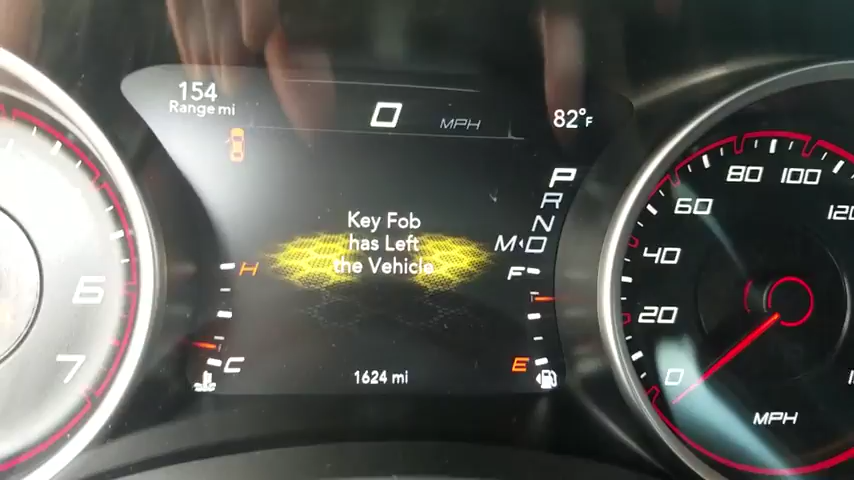 154
Range mi
0 MPH
82°F
P
R
N
M‹D
Key Fob
has Left
the Vehicle
H
C
F
E
1624 mi
6
7
0
20
40
60
80
100
MPH